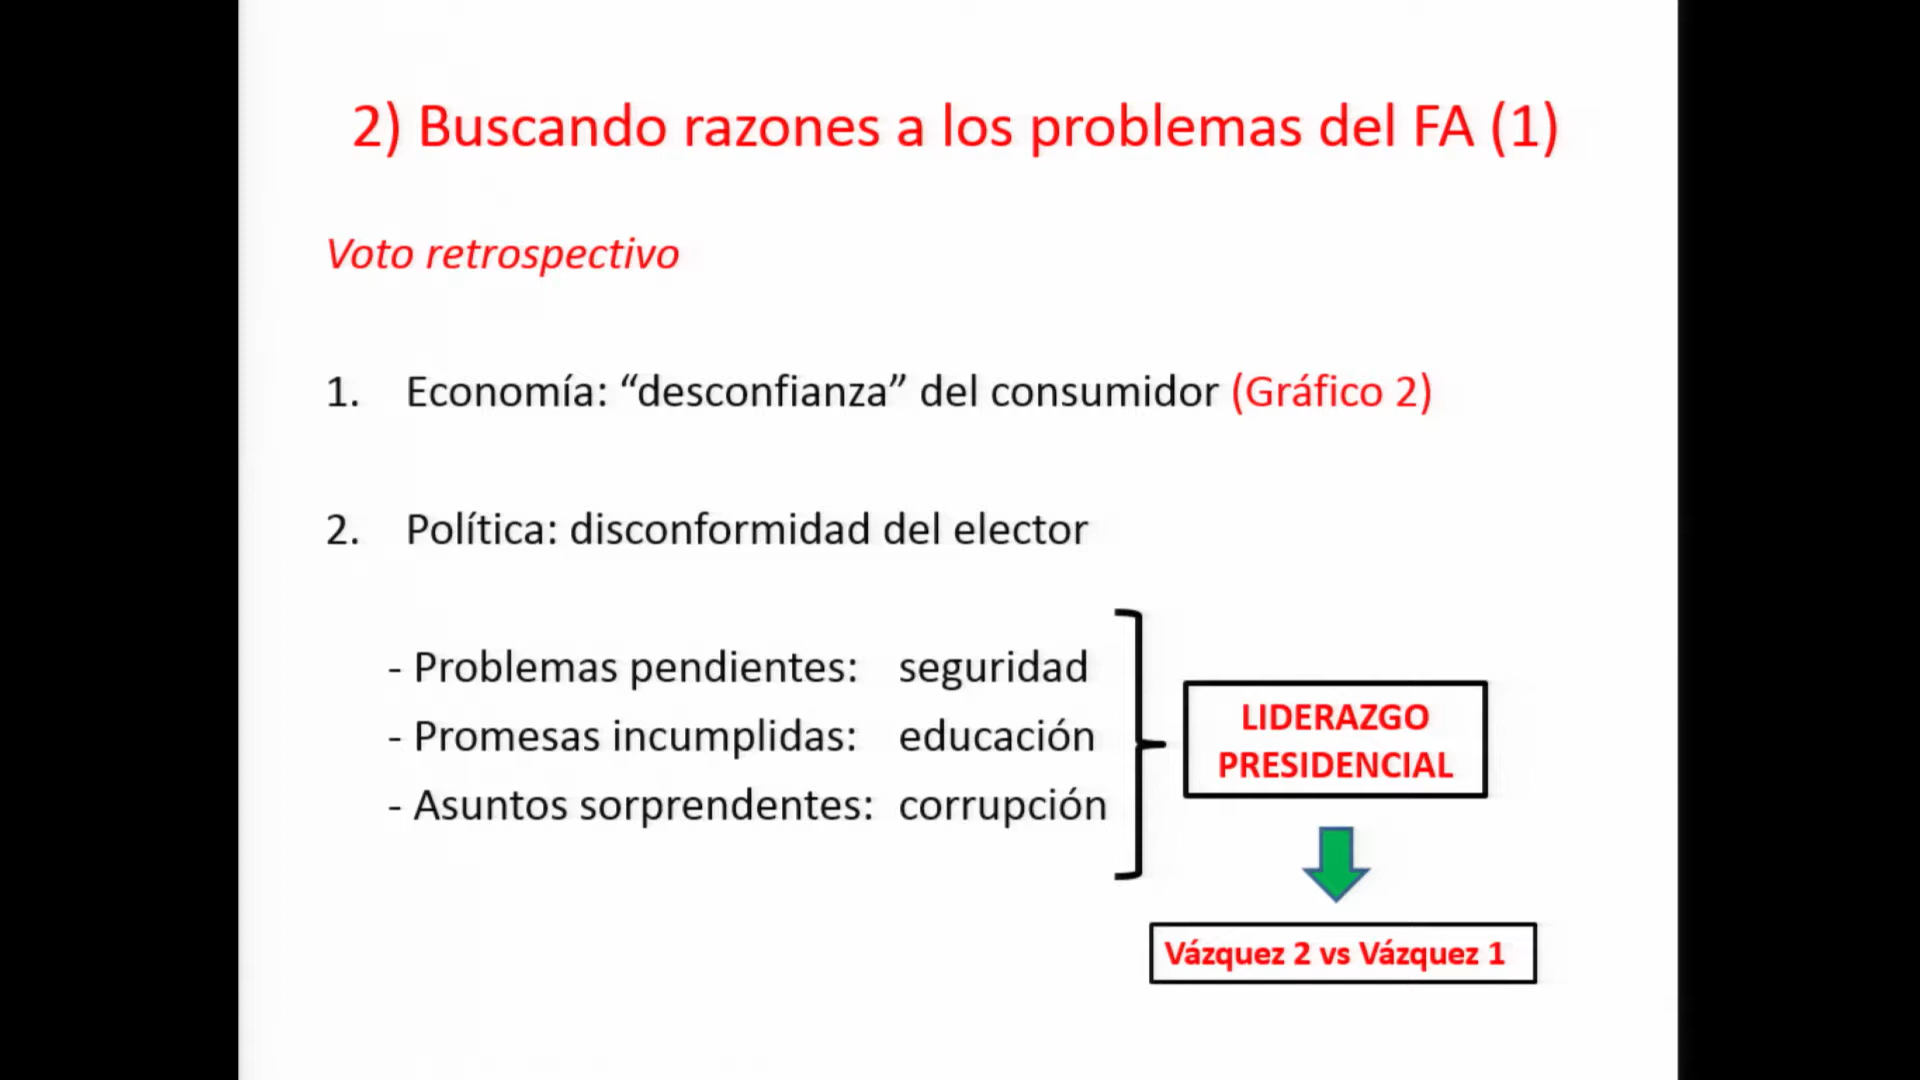 2) Buscando razones a los problemas del FA (1)
Voto retrospectivo
1. Economía: “desconfianza” del consumidor (Gráfico 2)
2. Política: disconformidad del elector
- Problemas pendientes: seguridad
- Promesas incumplidas: educación
- Asuntos sorprendentes: corrupción
LIDERAZGO
PRESIDENCIAL
Vázquez 2 vs Vázquez 1